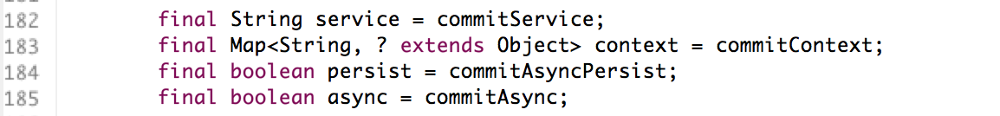 182 final String service = commitService;
183 final Map<String, ? extends Object> context = commitContext;
184 final boolean persist = commitAsyncPersist;
185 final boolean async = commitAsync;